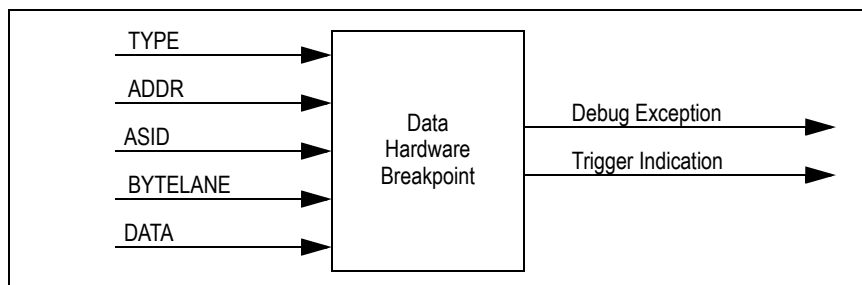 TYPE
ADDR
ASID
BYTELANE
DATA
Data
Hardware
Breakpoint
Debug Exception
Trigger Indication